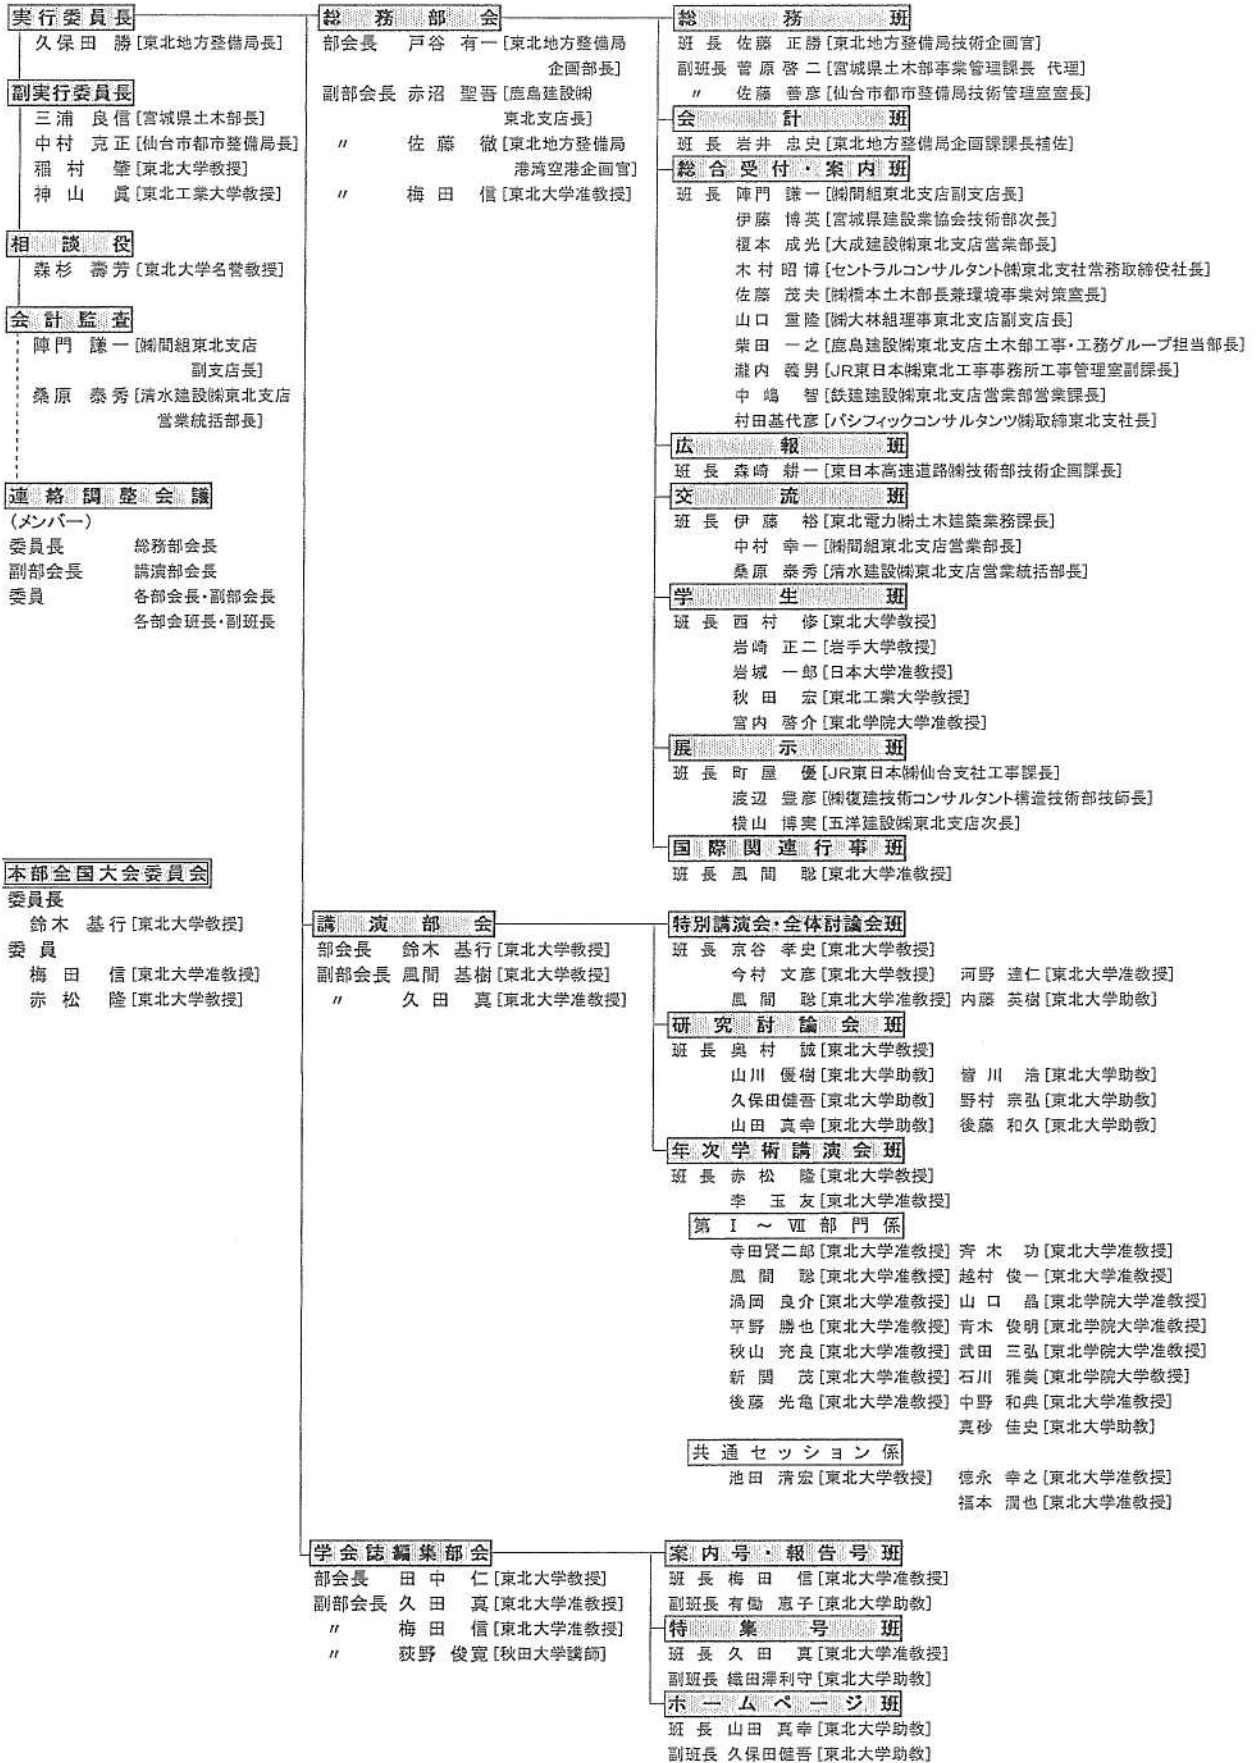 実行委員長
久保田 勝[東北地方整備局長]
副実行委員長
三浦 良信[宮城県土木部長]
中村 克正[仙台市都市整備局長]
稲村 肇[東北大学教授]
神山 眞[東北工業大学教授]
相談役
森杉 壽芳[東北大学名誉教授]
会計監査
陣門 謙一[㈱間組東北支店
副支店長]
桑原 泰秀[清水建設㈱東北支店
営業統括部長]
連絡調整会議
(メンバー)
委員長 総務部会長
副部会長 講演部会長
委員 各部会長・副部会長
各部会班長・副班長
本部全国大会委員会
委員長
鈴木 基行[東北大学教授]
委員
梅田 信[東北大学准教授]
赤松 隆[東北大学教授]
総務部会
部会長 戸谷 有一[東北地方整備局
企画部長]
副部会長 赤沼 聖吾[鹿島建設㈱
東北支店長]
〃 佐藤 徹[東北地方整備局
港湾空港企画官]
〃 梅田 信[東北大学准教授]
総務班
班長 佐藤 正勝[東北地方整備局技術企画官]
副班長 菅原 啓二[宮城県土木部事業管理課長 代理]
〃 佐藤 善彦[仙台市都市整備局技術管理室室長]
会計班
班長 岩井 忠史[東北地方整備局企画課課長補佐]
総合受付・案内班
班長 陣門 謙一[㈱間組東北支店副支店長]
伊藤 博英[宮城県建設業協会技術部次長]
榎本 成光[大成建設㈱東北支店営業部長]
木村 昭博[セントラルコンサルタント㈱東北支社常務取締役社長]
佐藤 茂夫[㈱橋本土木部長兼環境事業対策室長]
山口 重隆[㈱大林組理事東北支店副支店長]
柴田 一之[鹿島建設㈱東北支店土木部工事・工務グループ担当部長]
瀧内 義男[JR東日本㈱東北工事事務所工事管理室副課長]
中嶋 智[鉄建建設㈱東北支店営業部営業課長]
村田基代彦[パシフィックコンサルタンツ㈱取締東北支社長]
広報班
班長 森崎 耕一[東日本高速道路㈱技術部技術企画課長]
交流班
班長 伊藤 裕[東北電力㈱土木建築業務課長]
中村 幸一[㈱間組東北支店営業部長]
桑原 泰秀[清水建設㈱東北支店営業統括部長]
学生班
班長 西村 修[東北大学教授]
岩崎 正二[岩手大学教授]
岩城 一郎[日本大学准教授]
秋田 宏[東北工業大学教授]
宮内 啓介[東北学院大学准教授]
展示班
班長 町屋 優[JR東日本㈱仙台支社工事課長]
渡辺 豊彦[㈱復建技術コンサルタント構造技術部技師長]
横山 博実[五洋建設㈱東北支店次長]
国際関連行事班
班長 風間 聡[東北大学准教授]
講演部会
部会長 鈴木 基行[東北大学教授]
副部会長 風間 基樹[東北大学教授]
〃 久田 真[東北大学准教授]
特別講演会・全体討論会班
班長 京谷 孝史[東北大学教授]
今村 文彦[東北大学教授] 河野 達仁[東北大学准教授]
風間 聡[東北大学准教授] 内藤 英樹[東北大学助教]
研究討論会班
班長 奥村 誠[東北大学教授]
山川 優樹[東北大学助教] 皆川 浩[東北大学助教]
久保田健吾[東北大学助教] 野村 宗弘[東北大学助教]
山田 真幸[東北大学助教] 後藤 和久[東北大学助教]
年次学術講演会班
班長 赤松 隆[東北大学教授]
李 玉友[東北大学准教授]
第Ⅰ～Ⅶ部門係
寺田賢二郎[東北大学准教授] 斉木 功[東北大学准教授]
風間 聡[東北大学准教授] 越村 俊一[東北大学准教授]
渦岡 良介[東北大学准教授] 山口 晶[東北学院大学准教授]
平野 勝也[東北大学准教授] 青木 俊明[東北学院大学准教授]
秋山 充良[東北大学准教授] 武田 三弘[東北学院大学准教授]
新関 茂[東北大学准教授] 石川 雅美[東北学院大学教授]
後藤 光亀[東北大学准教授] 中野 和典[東北大学准教授]
真砂 佳史[東北大学助教]
共通セッション係
池田 清宏[東北大学教授] 徳永 幸之[東北大学准教授]
福本 潤也[東北大学准教授]
学会誌編集部会
部会長 田中 仁[東北大学教授]
副部会長 久田 真[東北大学准教授]
〃 梅田 信[東北大学准教授]
〃 荻野 俊寛[秋田大学講師]
案内号・報告号班
班長 梅田 信[東北大学准教授]
副班長 有働 恵子[東北大学助教]
特集号班
班長 久田 真[東北大学准教授]
副班長 織田澤利守[東北大学助教]
ホームページ班
班長 山田 真幸[東北大学助教]
副班長 久保田健吾[東北大学助教]